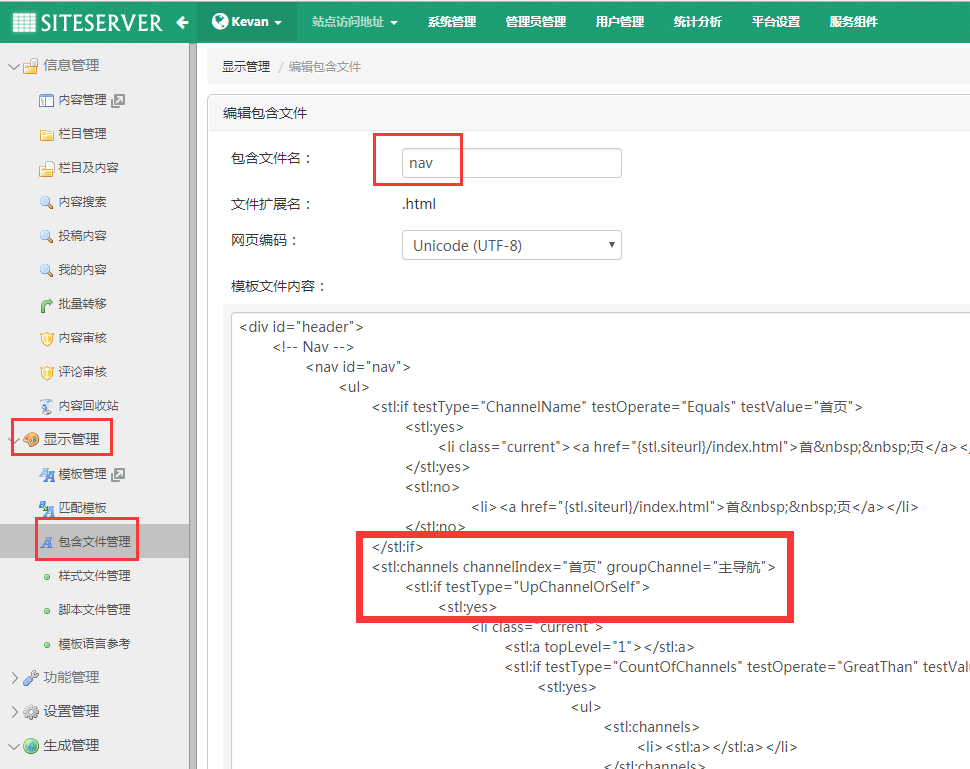 SITESERVER
Kevan
站点访问地址
系统管理
管理员管理
用户管理
统计分析
平台设置
服务组件
信息管理
内容管理
栏目管理
栏目及内容
内容搜索
投稿内容
我的内容
批量转移
内容审核
评论审核
内容回收站
显示管理
模板管理
匹配模板
包含文件管理
样式文件管理
脚本文件管理
模板语言参考
功能管理
设置管理
生成管理
显示管理 / 编辑包含文件
编辑包含文件
包含文件名：
nav
文件扩展名：
.html
网页编码：
Unicode (UTF-8)
模板文件内容：
<div id="header">
<!-- Nav -->
<nav id="nav">
<ul>
<stl:if testType="ChannelName" testOperate="Equals" testValue="首页">
<stl:yes>
<li class="current"><a href="{stl.siteurl}/index.html">首&nbsp;&nbsp;页</a></
</stl:yes>
<stl:no>
<li><a href="{stl.siteurl}/index.html">首&nbsp;&nbsp;页</a></li>
</stl:no>
</stl:if>
<stl:channels channelIndex="首页" groupChannel="主导航">
<stl:if testType="UpChannelOrSelf">
<stl:yes>
<li class="current">
<stl:a topLevel="1"></stl:a>
<stl:if testType="CountOfChannels" testOperate="GreatThan" testVal
<stl:yes>
<ul>
<stl:channels>
<li><stl:a></stl:a></li>
</stl:channels>